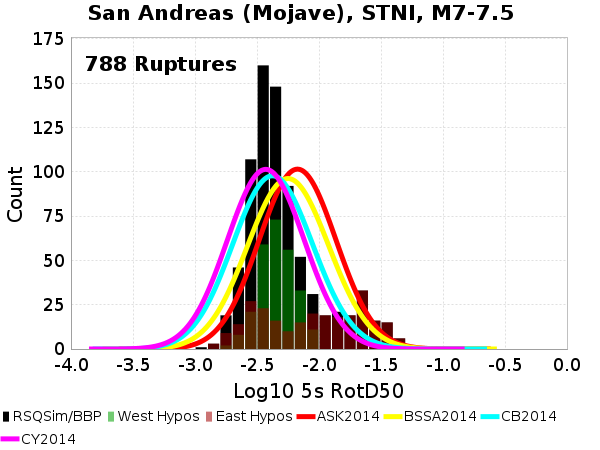 San Andreas (Mojave), STNI, M7-7.5
788 Ruptures
Count
175
150
125
100
75
50
25
0
-4.0 -3.5 -3.0 -2.5 -2.0 -1.5 -1.0 -0.5 0.0
Log10 5s RotD50
RSQSim/BBP West Hypos East Hypos ASK2014 BSSA2014 CB2014
CY2014